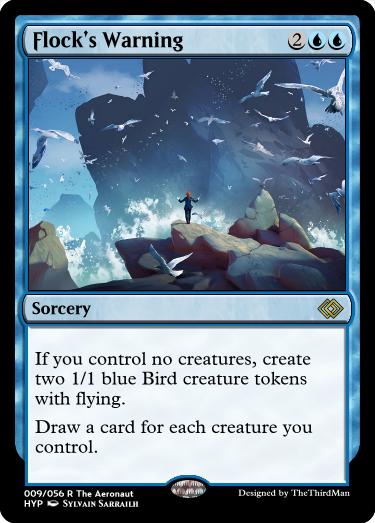 Flock's Warning 2
Sorcery
If you control no creatures, create
two 1/1 blue Bird creature tokens
with flying.
Draw a card for each creature you
control.
009/056 R The Aeronaut
HYP Sylvain Sarrailh
Designed by TheThirdMan